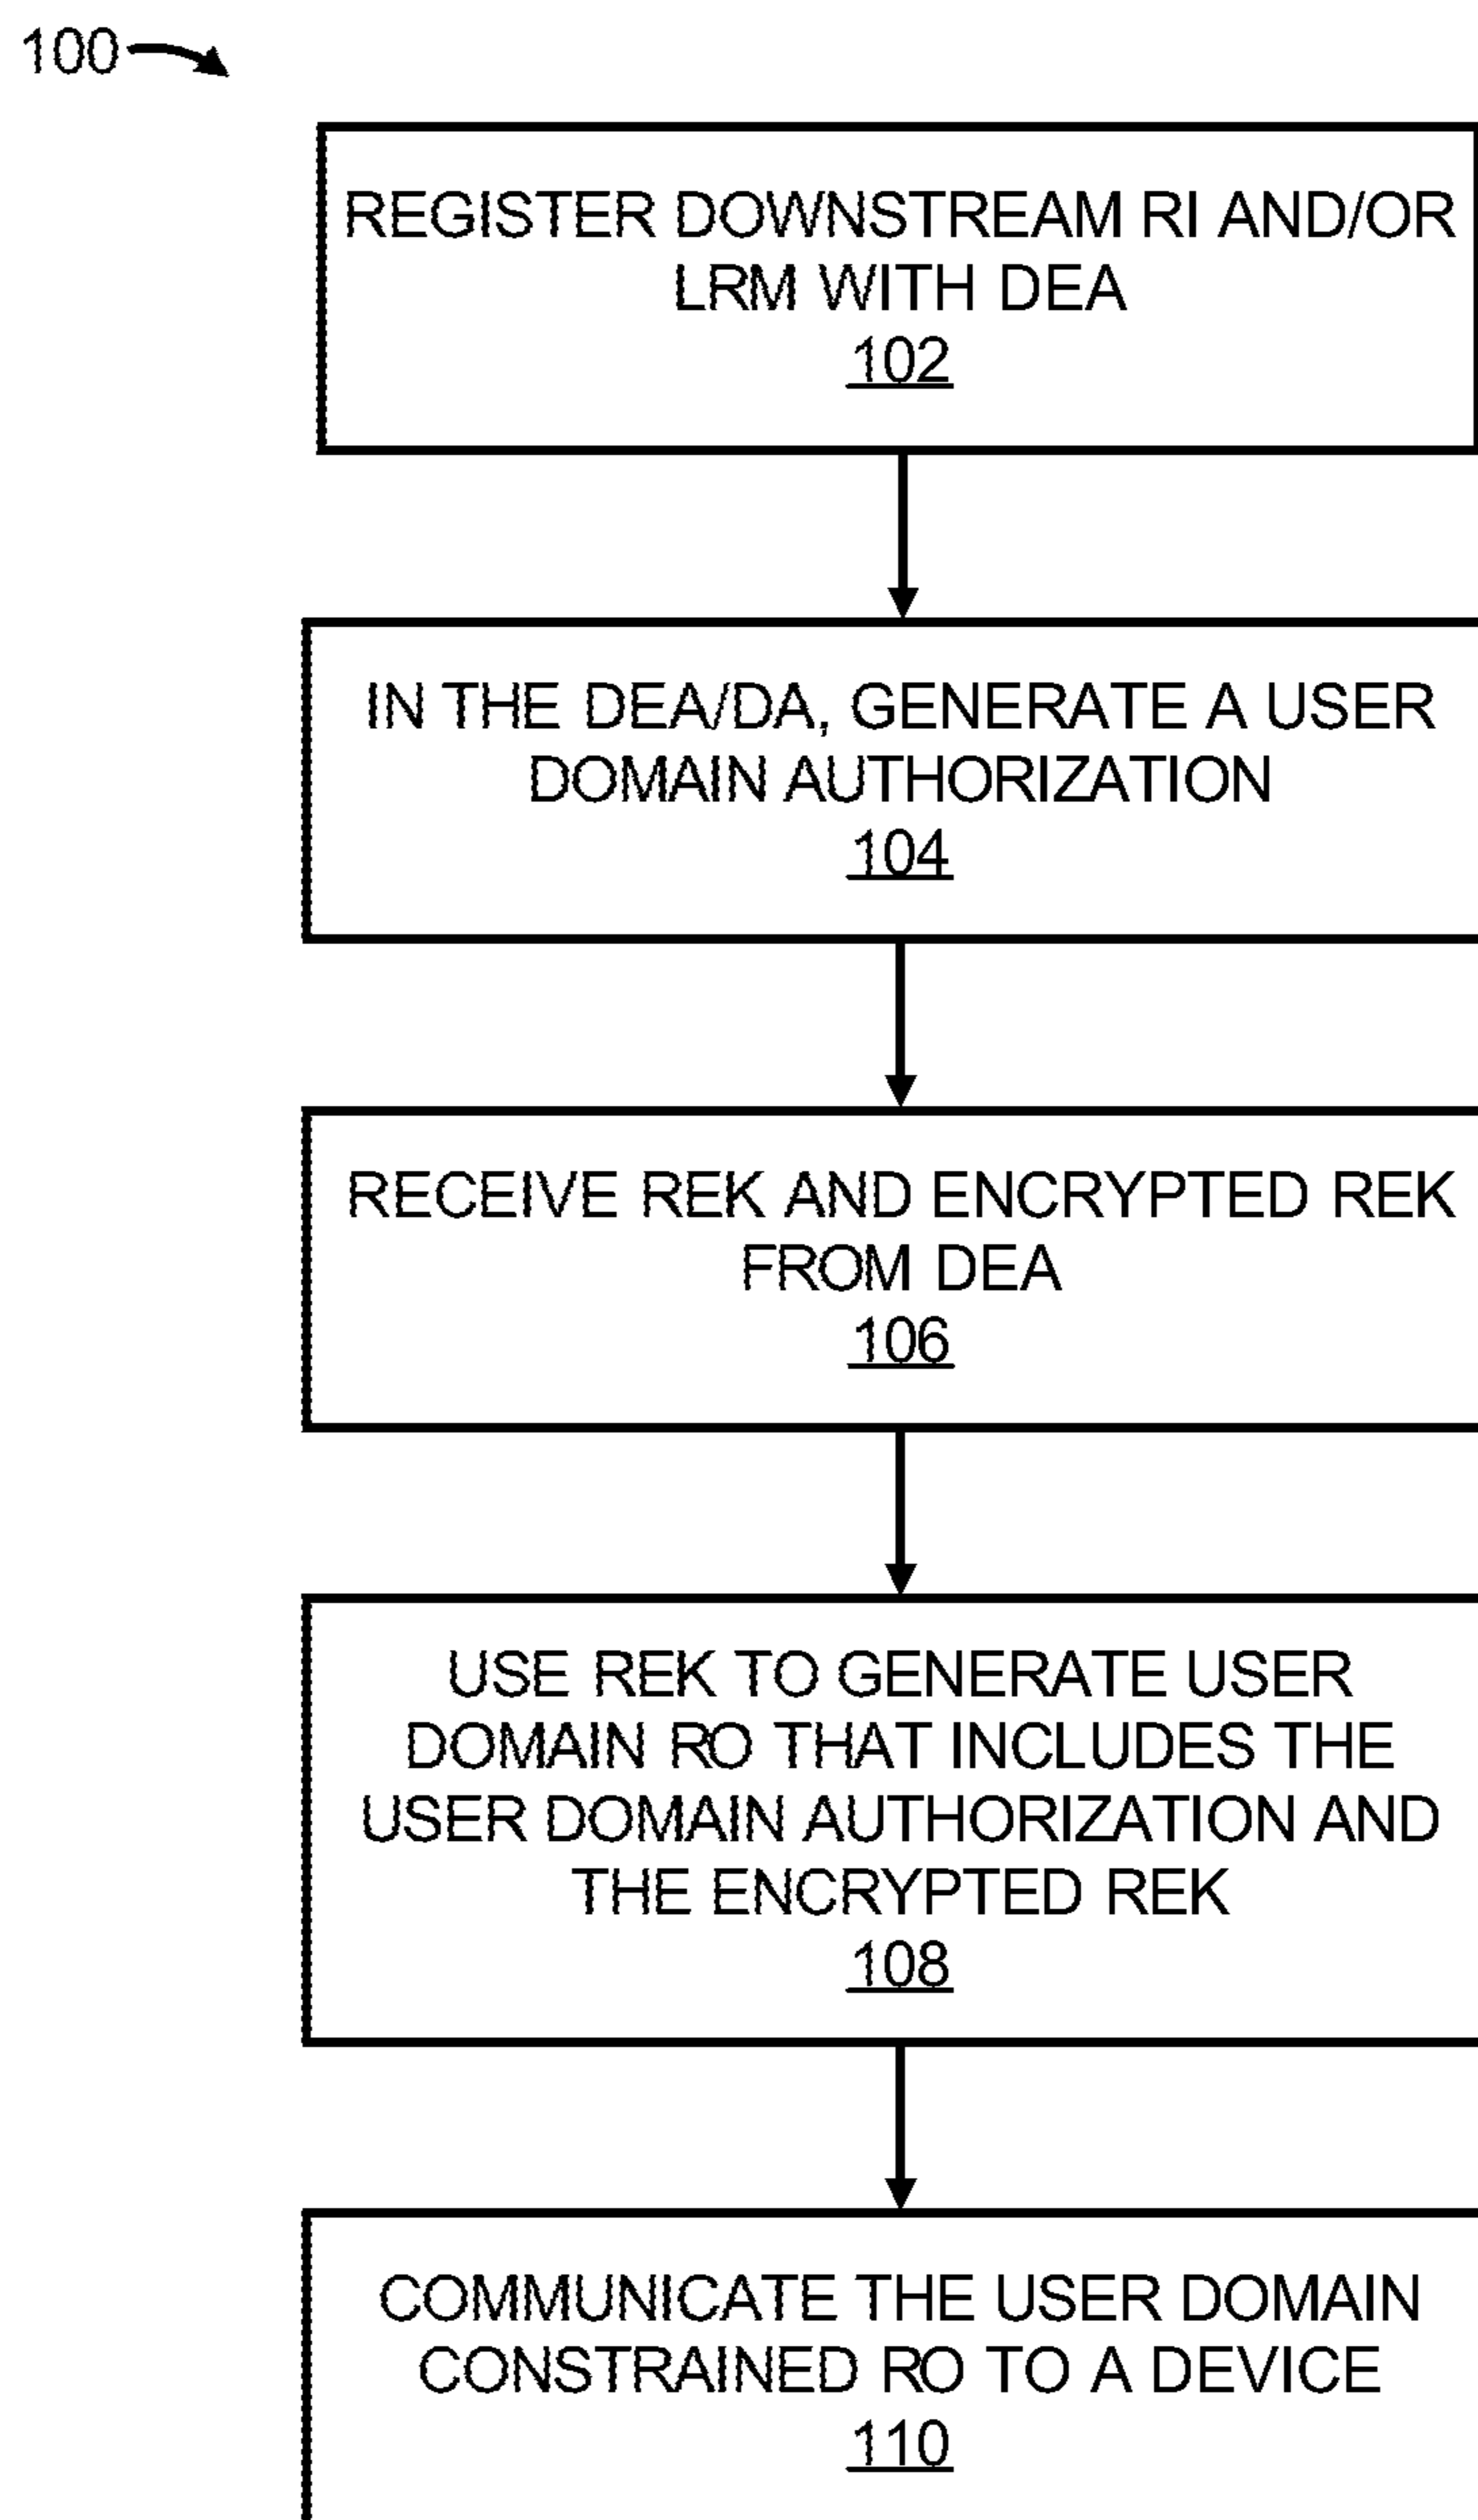 100
REGISTER DOWNSTREAM RI AND/OR
LRM WITH DEA
102
IN THE DEA/DA, GENERATE A USER
DOMAIN AUTHORIZATION
104
RECEIVE REK AND ENCRYPTED REK
FROM DEA
106
USE REK TO GENERATE USER
DOMAIN RO THAT INCLUDES THE
USER DOMAIN AUTHORIZATION AND
THE ENCRYPTED REK
108
COMMUNICATE THE USER DOMAIN
CONSTRAINED RO TO A DEVICE
110